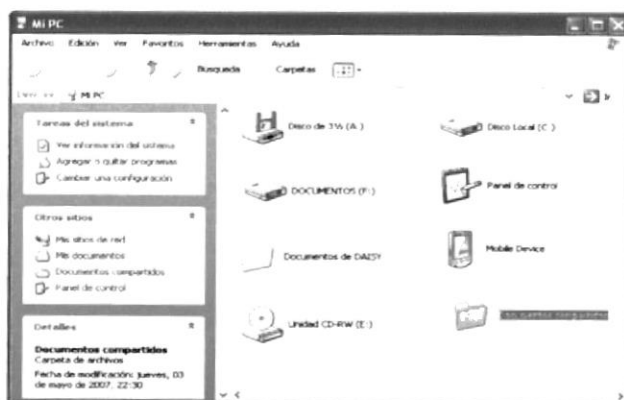 Mi PC
Archivo Edición Ver Favoritos Herramientas Ayuda
Búsqueda Carpetas
Mi PC Ir
Tareas del sistema
Ver información del sistema
Agregar o quitar programas
Cambiar una configuración
Otros sitios
Mis sitios de red
Mis documentos
Documentos compartidos
Panel de control
Detalles
Documentos compartidos
Carpeta de archivos
Fecha de modificación: jueves, 03
de mayo de 2007, 22:30
Disco de 3½ (A:)
Disco Local (C:)
DOCUMENTOS (F:)
Panel de control
Documentos de DAISY
Mobile Device
Unidad CD-RW (E:)
Documentos compartidos